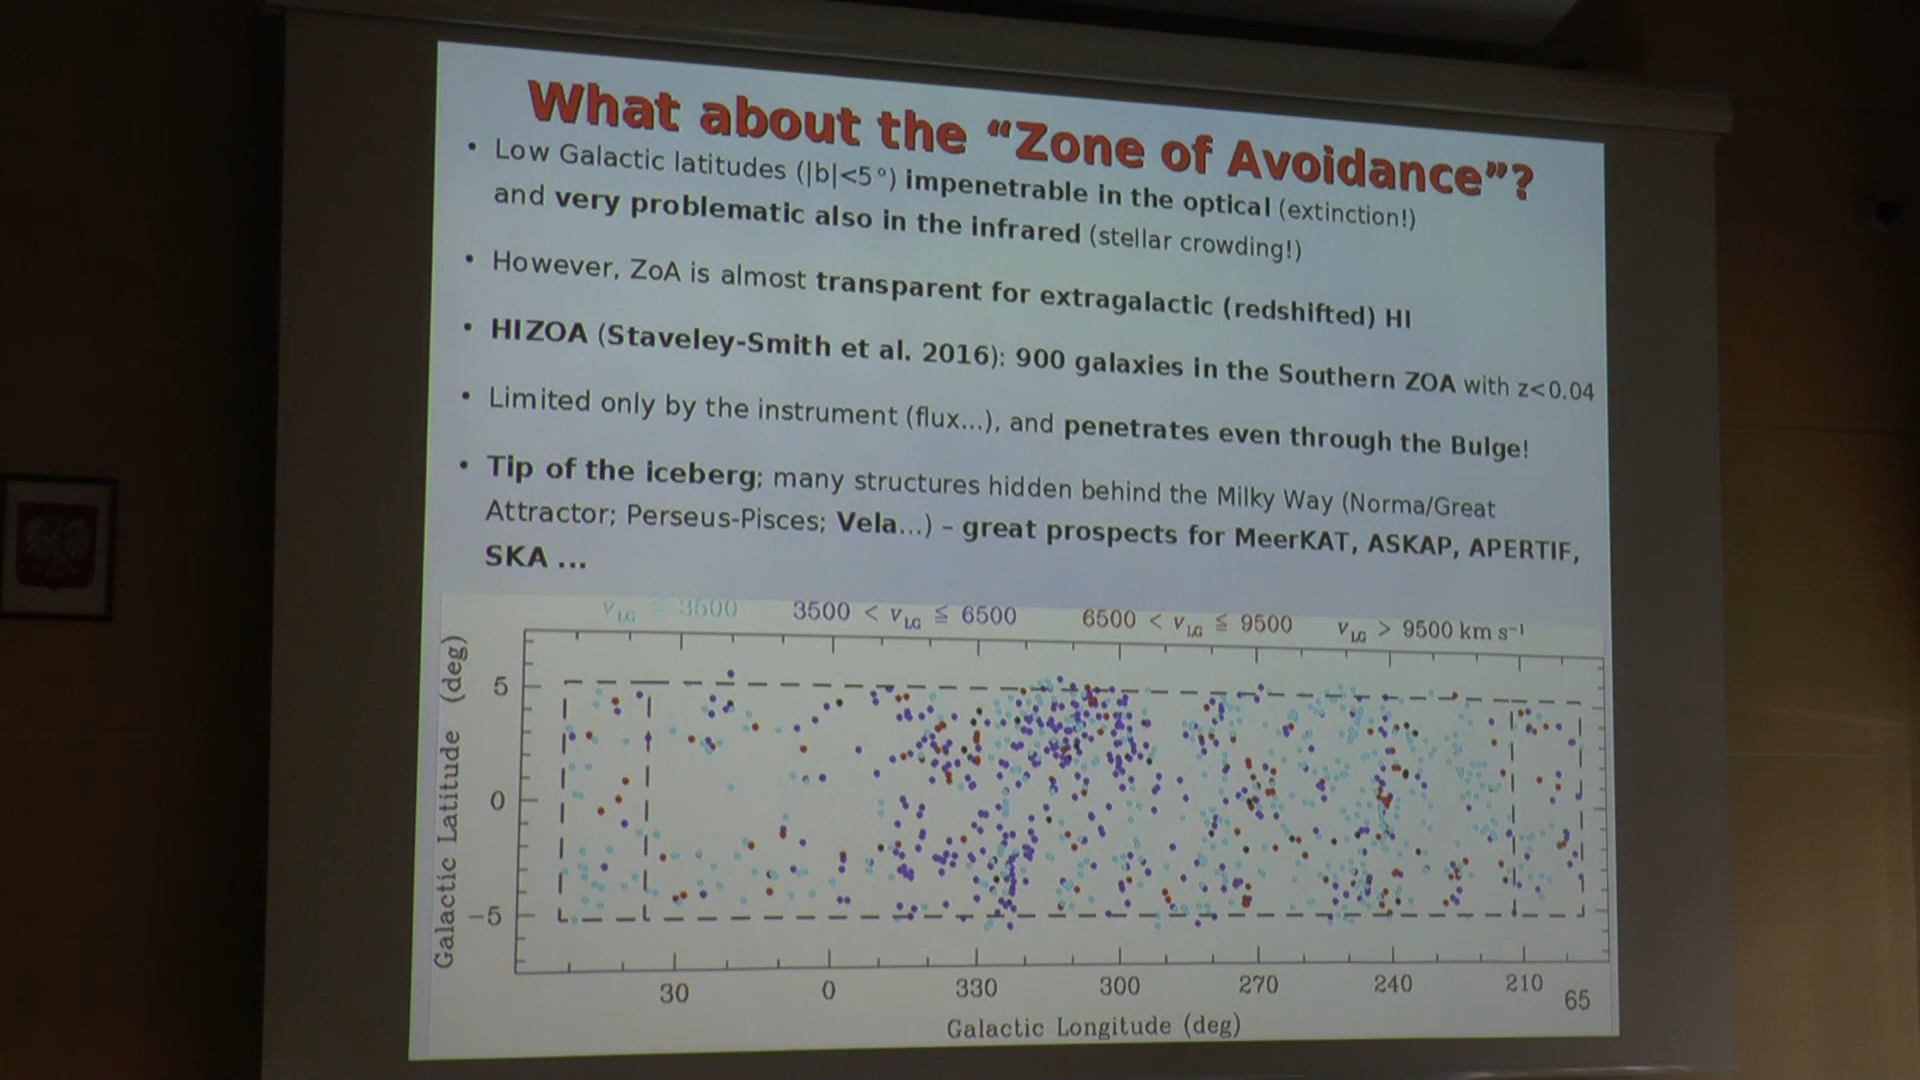 What about the “Zone of Avoidance”?
• Low Galactic latitudes (|b|<5°) impenetrable in the optical (extinction!)
and very problematic also in the infrared (stellar crowding!)
• However, ZoA is almost transparent for extragalactic (redshifted) HI
• HIZOA (Staveley-Smith et al. 2016): 900 galaxies in the Southern ZOA with z<0.04
• Limited only by the instrument (flux...), and penetrates even through the Bulge!
• Tip of the iceberg; many structures hidden behind the Milky Way (Norma/Great
Attractor; Perseus-Pisces; Vela...) – great prospects for MeerKAT, ASKAP, APERTIF,
SKA ...
v_LG ≦ 3500 3500 < v_LG ≦ 6500 6500 < v_LG ≦ 9500 v_LG > 9500 km s⁻¹
Galactic Latitude (deg)
5
0
−5
30 0 330 300 270 240 210
Galactic Longitude (deg)
65